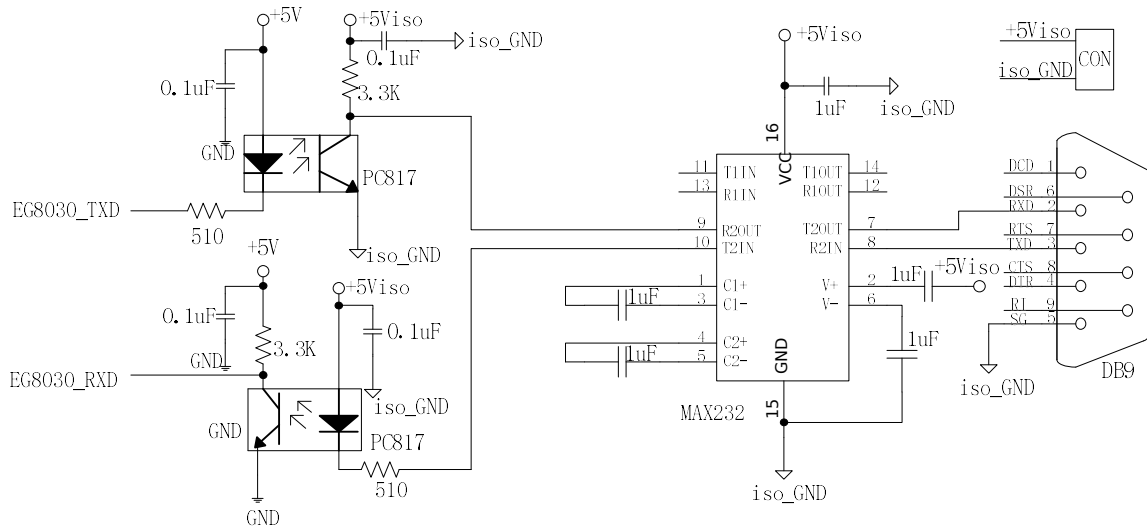 +5V
+5Viso
iso_GND
0.1uF
0.1uF
3.3K
GND
PC817
EG8030_TXD
510
iso_GND
+5V
+5Viso
0.1uF
0.1uF
3.3K
GND
EG8030_RXD
iso_GND
GND
PC817
510
GND
+5Viso
1uF
iso_GND
16
VCC
11 T1IN T1OUT 14
13 R1IN R1OUT 12
9 R2OUT T2OUT 7
10 T2IN R2IN 8
1 C1+ V+ 2
3 C1- V- 6
4 C2+
5 C2-
1uF
1uF
1uF
+5Viso
1uF
GND
15
MAX232
iso_GND
+5Viso
iso_GND
CON
DCD 1
DSR 6
RXD 2
RTS 7
TXD 3
CTS 8
DTR 4
RI 9
SG 5
iso_GND
DB9